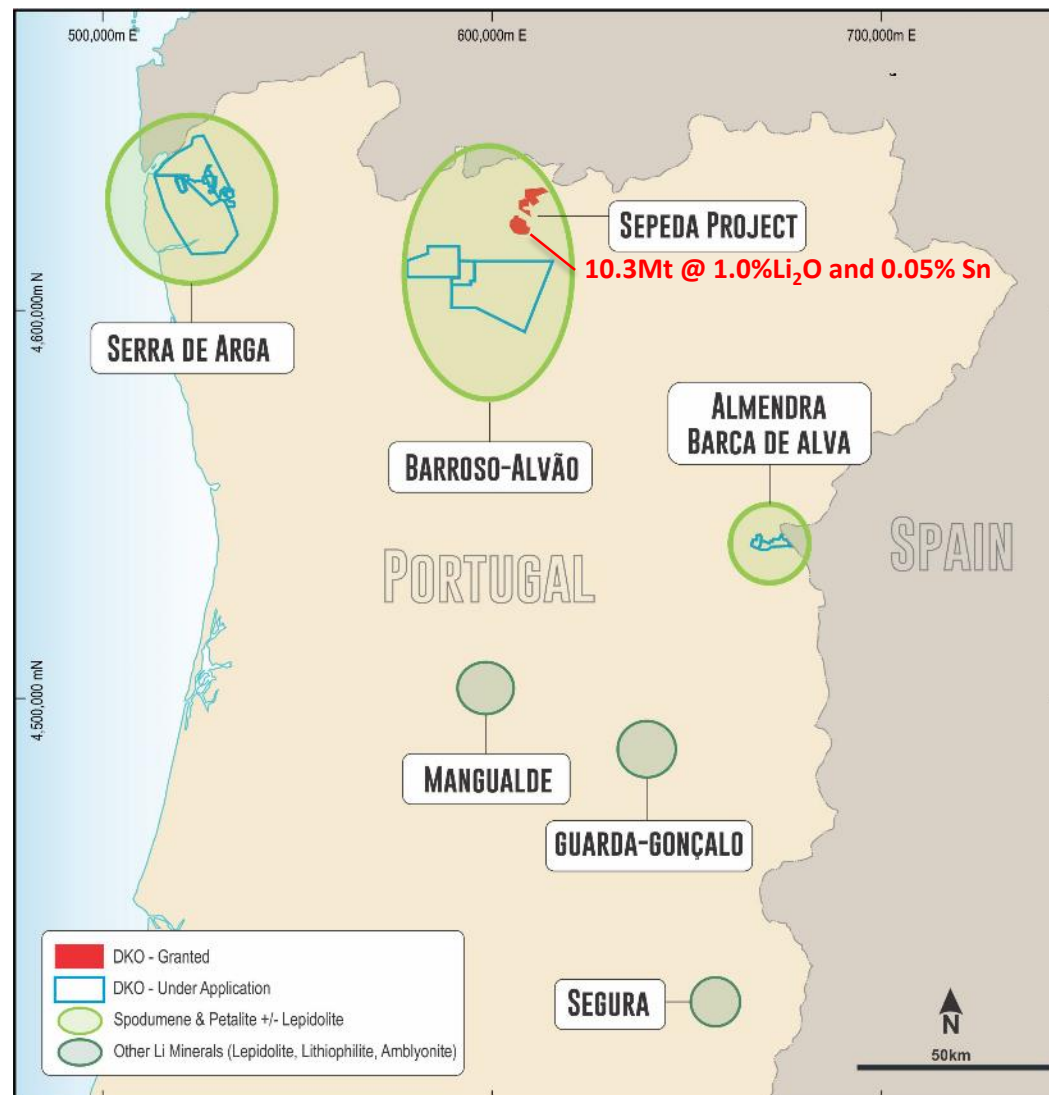 500,000m E
600,000m E
700,000m E
4,600,000m N
4,500,000 mN
SEPEDA PROJECT
10.3Mt @ 1.0%Li₂O and 0.05% Sn
SERRA DE ARGA
BARROSO-ALVÃO
ALMENDRA
BARCA DE ALVA
PORTUGAL
SPAIN
MANGUALDE
GUARDA-GONÇALO
SEGURA
DKO - Granted
DKO - Under Application
Spodumene & Petalite +/- Lepidolite
Other Li Minerals (Lepidolite, Lithiophilite, Amblyonite)
N
50km